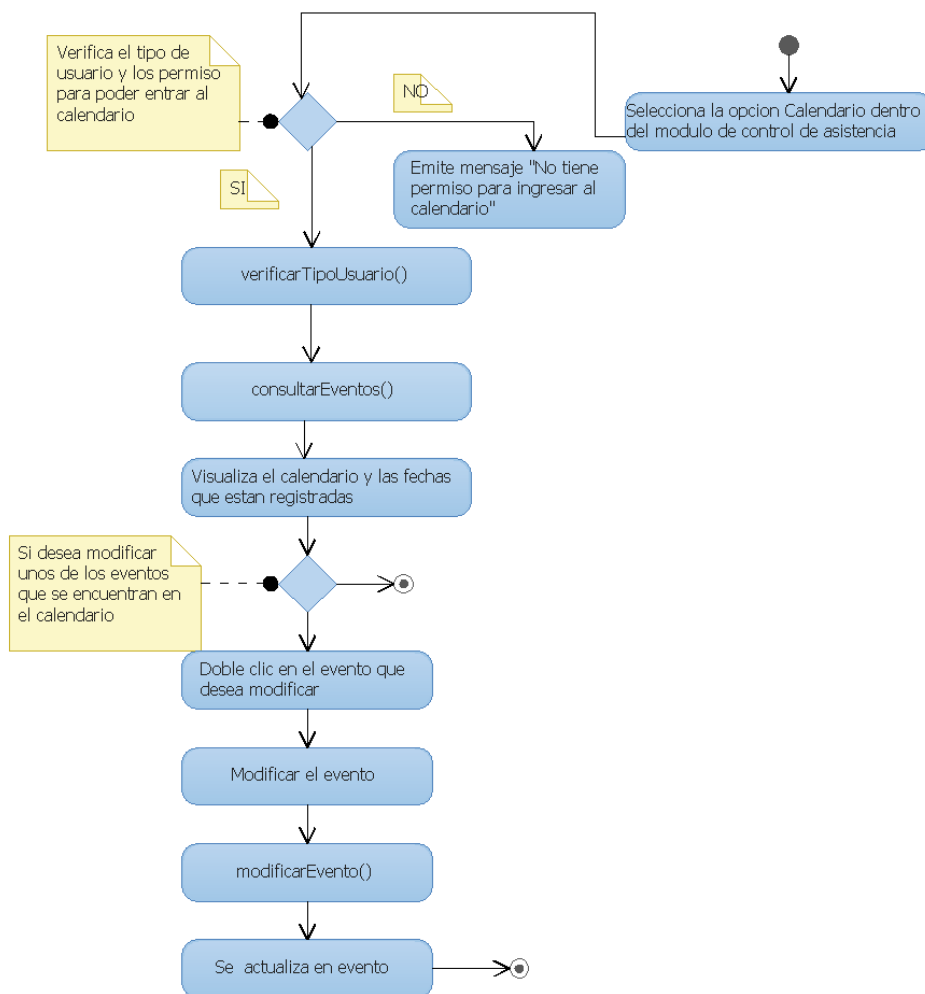 Verifica el tipo de
usuario y los permiso
para poder entrar al
calendario
NO
Selecciona la opcion Calendario dentro
del modulo de control de asistencia
Emite mensaje "No tiene
permiso para ingresar al
calendario"
SI
verificarTipoUsuario()
consultarEventos()
Visualiza el calendario y las fechas
que estan registradas
Si desea modificar
unos de los eventos
que se encuentran en
el calendario
Doble clic en el evento que
desea modificar
Modificar el evento
modificarEvento()
Se actualiza en evento